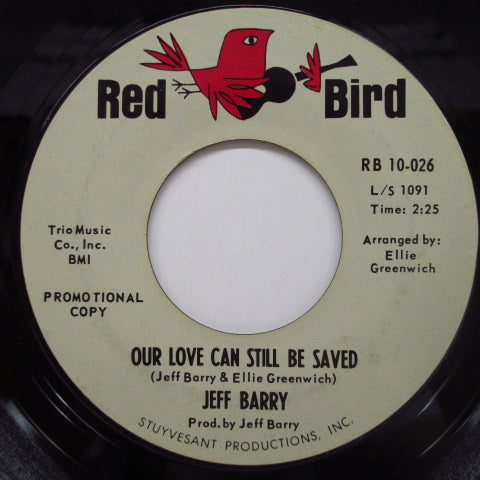 Red Bird
RB 10-026
L/S 1091
Time: 2:25
Trio Music
Co., Inc.
BMI
Arranged by:
Ellie
Greenwich
PROMOTIONAL
COPY
OUR LOVE CAN STILL BE SAVED
(Jeff Barry & Ellie Greenwich)
JEFF BARRY
Prod. by Jeff Barry
STUYVESANT PRODUCTIONS, INC.